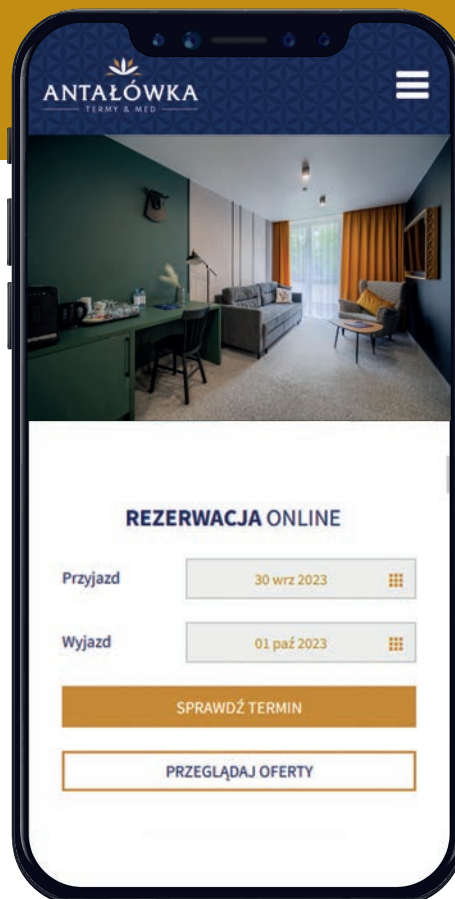 ANTAŁÓWKA
TERMY & MED
REZERWACJA ONLINE
Przyjazd
30 wrz 2023
Wyjazd
01 paź 2023
SPRAWDŹ TERMIN
PRZEGLĄDAJ OFERTY